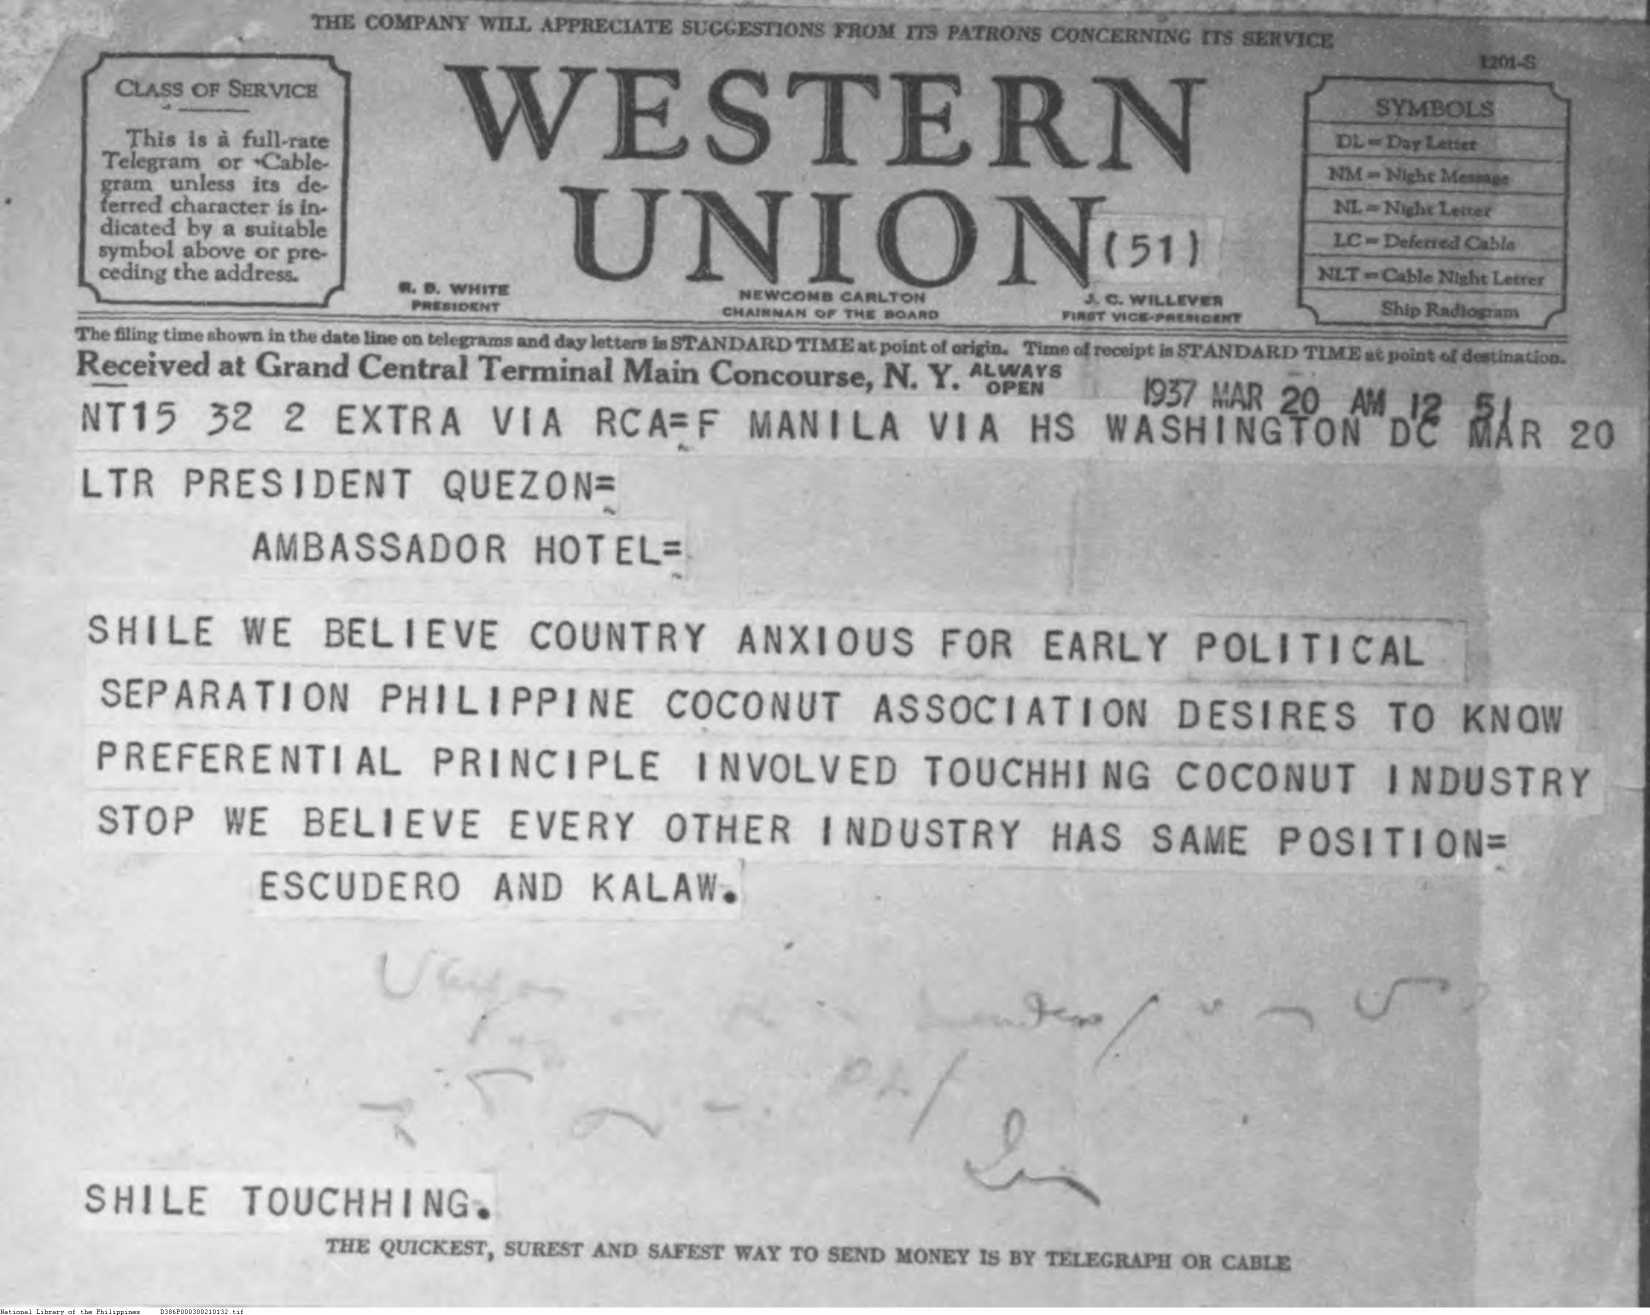 THE COMPANY WILL APPRECIATE SUGGESTIONS FROM ITS PATRONS CONCERNING ITS SERVICE
1201-S
CLASS OF SERVICE
This is a full-rate
Telegram or Cable-
gram unless its de-
ferred character is in-
dicated by a suitable
symbol above or pre-
ceding the address.
WESTERN
UNION
(51)
R. B. WHITE
PRESIDENT
NEWCOMB CARLTON
CHAIRMAN OF THE BOARD
J. C. WILLEVER
FIRST VICE-PRESIDENT
SYMBOLS
DL = Day Letter
NM = Night Message
NL = Night Letter
LC = Deferred Cable
NLT = Cable Night Letter
Ship Radiogram
The filing time shown in the date line on telegrams and day letters is STANDARD TIME at point of origin. Time of receipt is STANDARD TIME at point of destination.
Received at Grand Central Terminal Main Concourse, N. Y. ALWAYS OPEN
1937 MAR 20 AM 12 51
NT15 32 2 EXTRA VIA RCA=F MANILA VIA HS WASHINGTON DC MAR 20
LTR PRESIDENT QUEZON=
AMBASSADOR HOTEL=
SHILE WE BELIEVE COUNTRY ANXIOUS FOR EARLY POLITICAL
SEPARATION PHILIPPINE COCONUT ASSOCIATION DESIRES TO KNOW
PREFERENTIAL PRINCIPLE INVOLVED TOUCHHING COCONUT INDUSTRY
STOP WE BELIEVE EVERY OTHER INDUSTRY HAS SAME POSITION=
ESCUDERO AND KALAW.
SHILE TOUCHHING.
THE QUICKEST, SUREST AND SAFEST WAY TO SEND MONEY IS BY TELEGRAPH OR CABLE
National Library of the Philippines D386P000300210132.tif